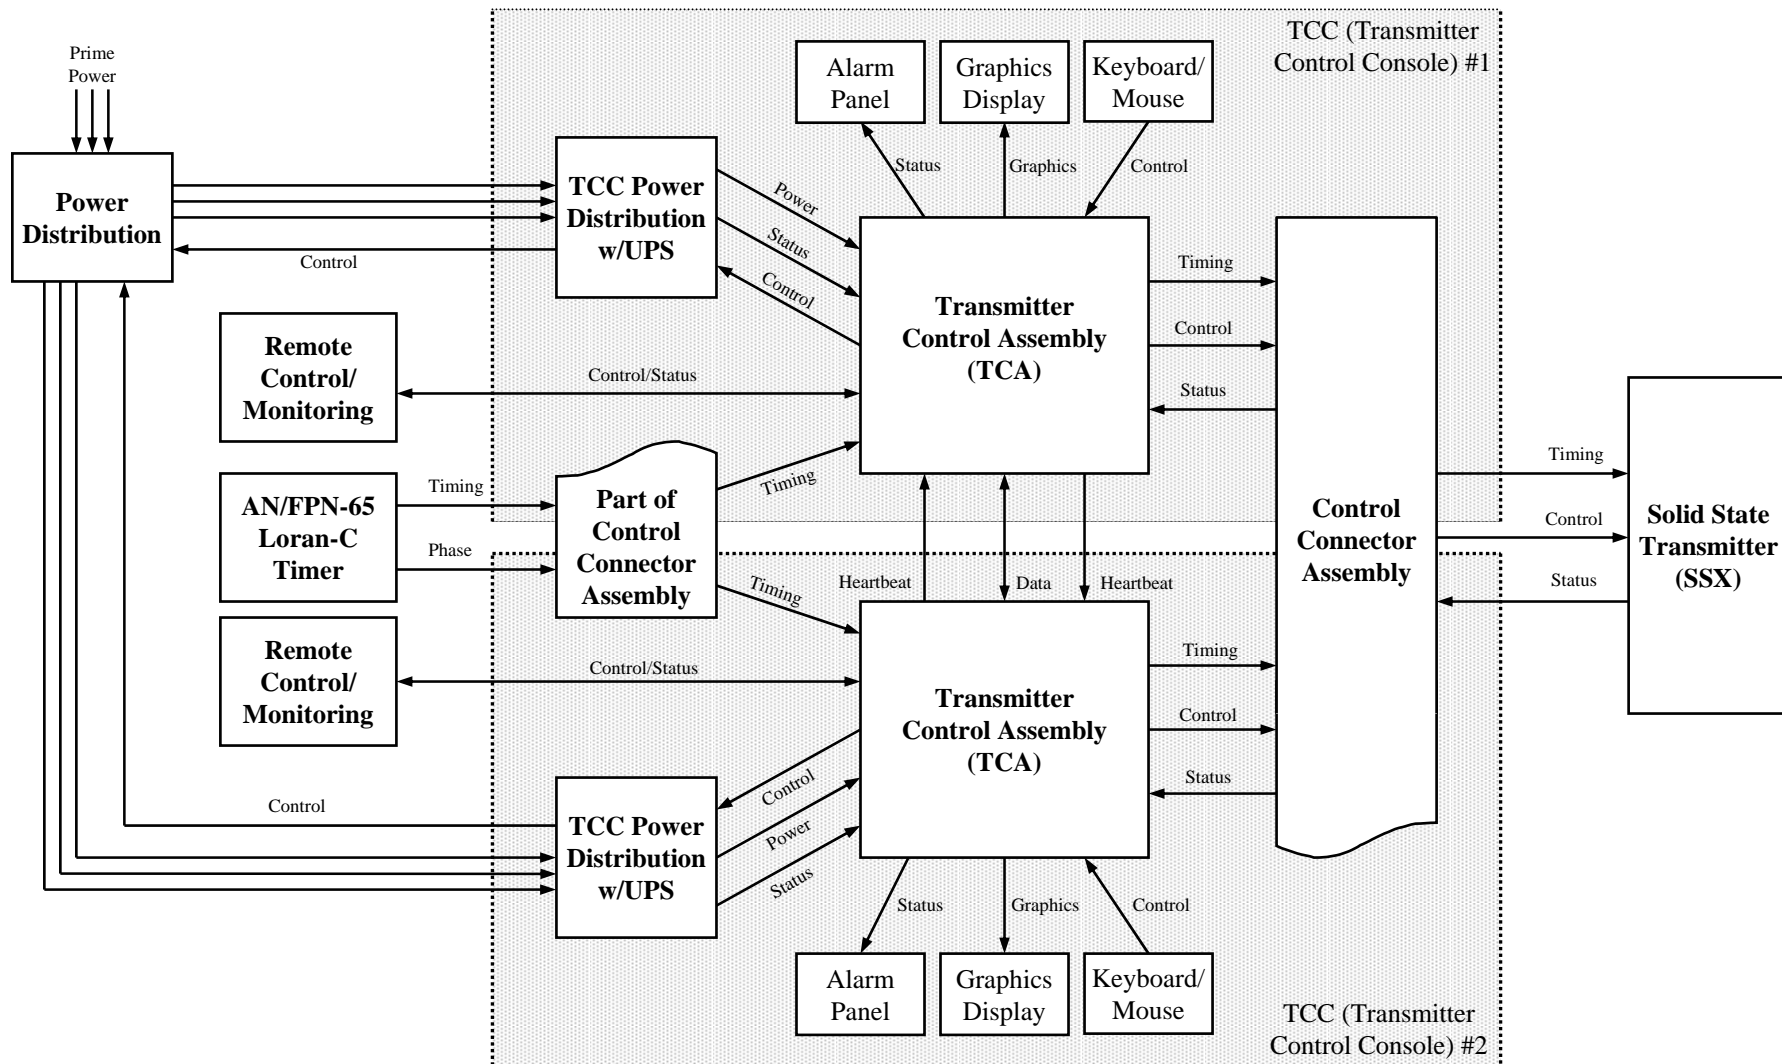 TCC (Transmitter
Control Console) #1
Prime
Power
Alarm
Panel
Graphics
Display
Keyboard/
Mouse
Status
Graphics
Control
Power
Distribution
TCC Power
Distribution
w/UPS
Power
Status
Control
Control
Transmitter
Control Assembly
(TCA)
Timing
Control
Status
Remote
Control/
Monitoring
Control/Status
AN/FPN-65
Loran-C
Timer
Timing
Phase
Part of
Control
Connector
Assembly
Timing
Timing
Heartbeat
Data
Heartbeat
Control
Connector
Assembly
Timing
Control
Status
Solid State
Transmitter
(SSX)
Remote
Control/
Monitoring
Control/Status
Transmitter
Control Assembly
(TCA)
Timing
Control
Status
Control
TCC Power
Distribution
w/UPS
Control
Power
Status
Status
Graphics
Control
Alarm
Panel
Graphics
Display
Keyboard/
Mouse
TCC (Transmitter
Control Console) #2